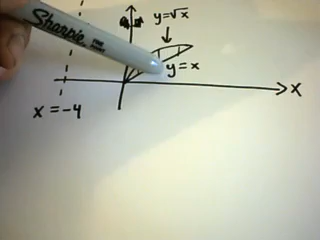 Sharpie
y=√x
y=x
X
x=-4